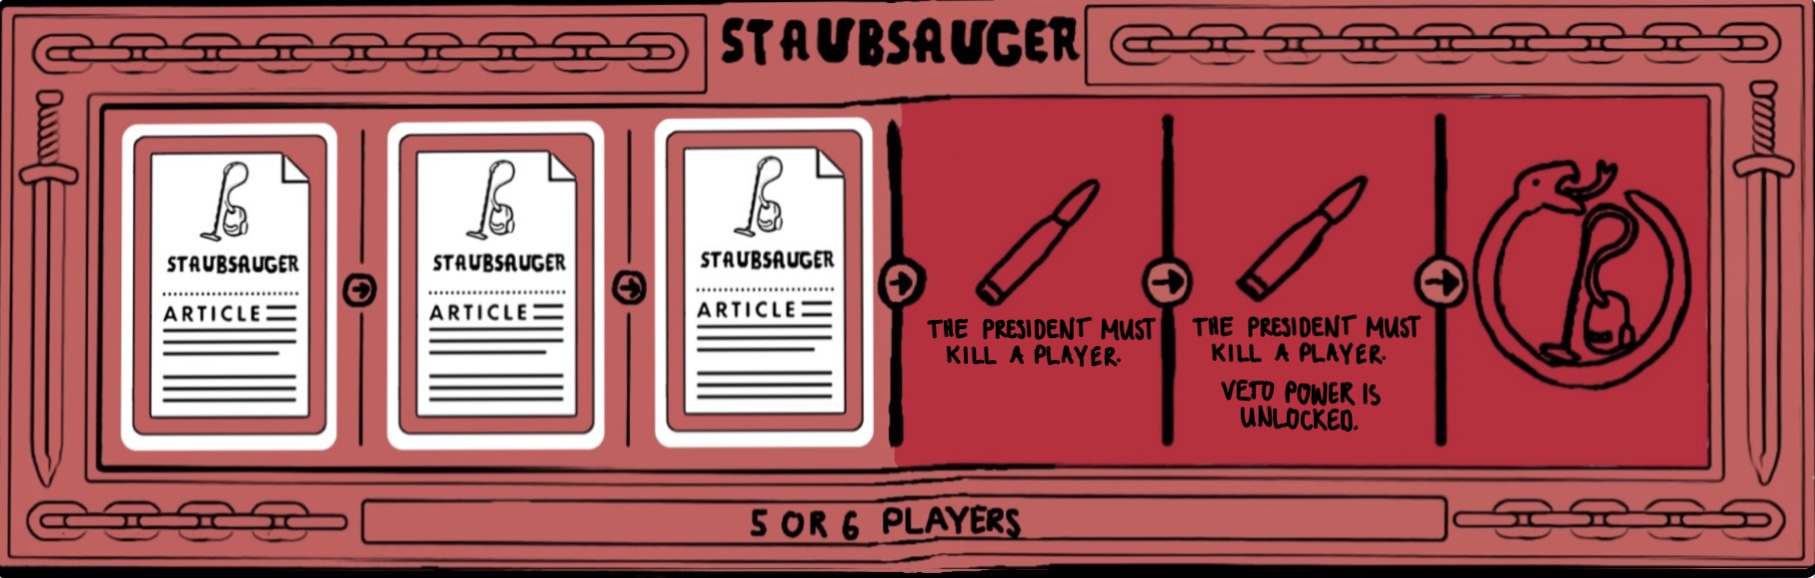 STAUBSAUGER
STAUBSAUGER
ARTICLE
STAUBSAUGER
ARTICLE
STAUBSAUGER
ARTICLE
THE PRESIDENT MUST
KILL A PLAYER.
THE PRESIDENT MUST
KILL A PLAYER.
VETO POWER IS
UNLOCKED.
5 OR 6 PLAYERS